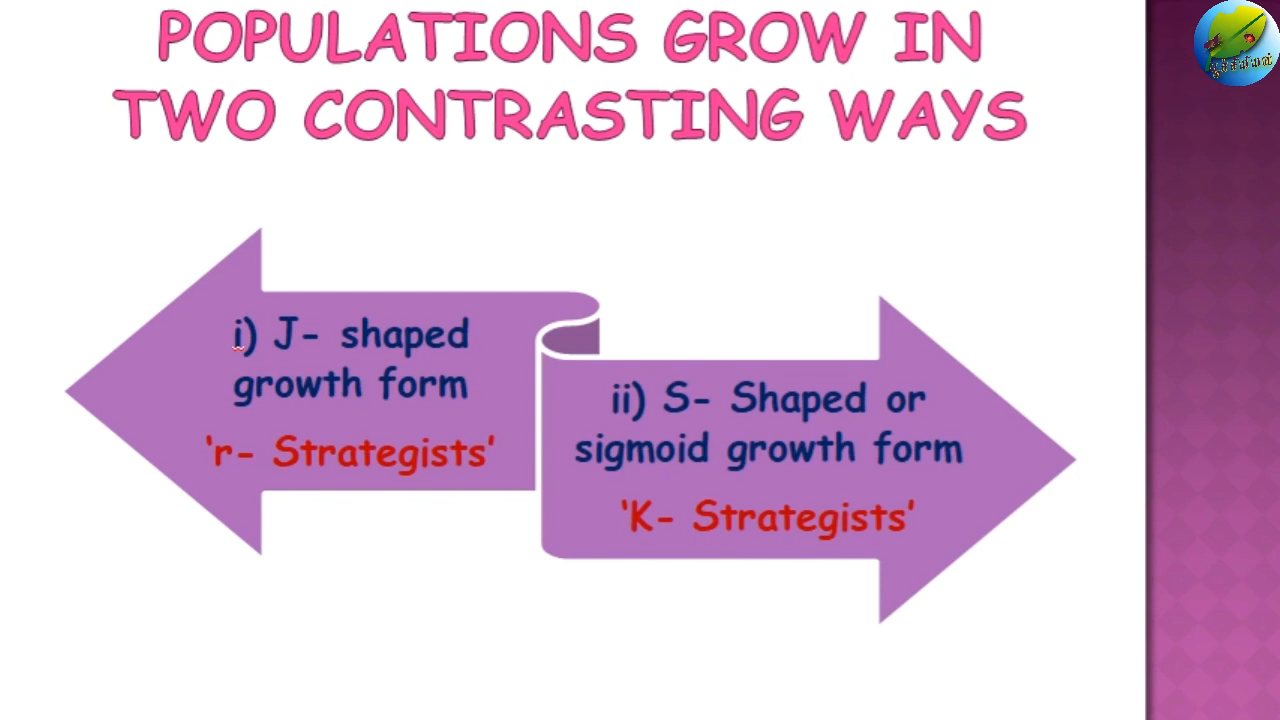 POPULATIONS GROW IN
TWO CONTRASTING WAYS
i) J- shaped
growth form
‘r- Strategists’
ii) S- Shaped or
sigmoid growth form
‘K- Strategists’